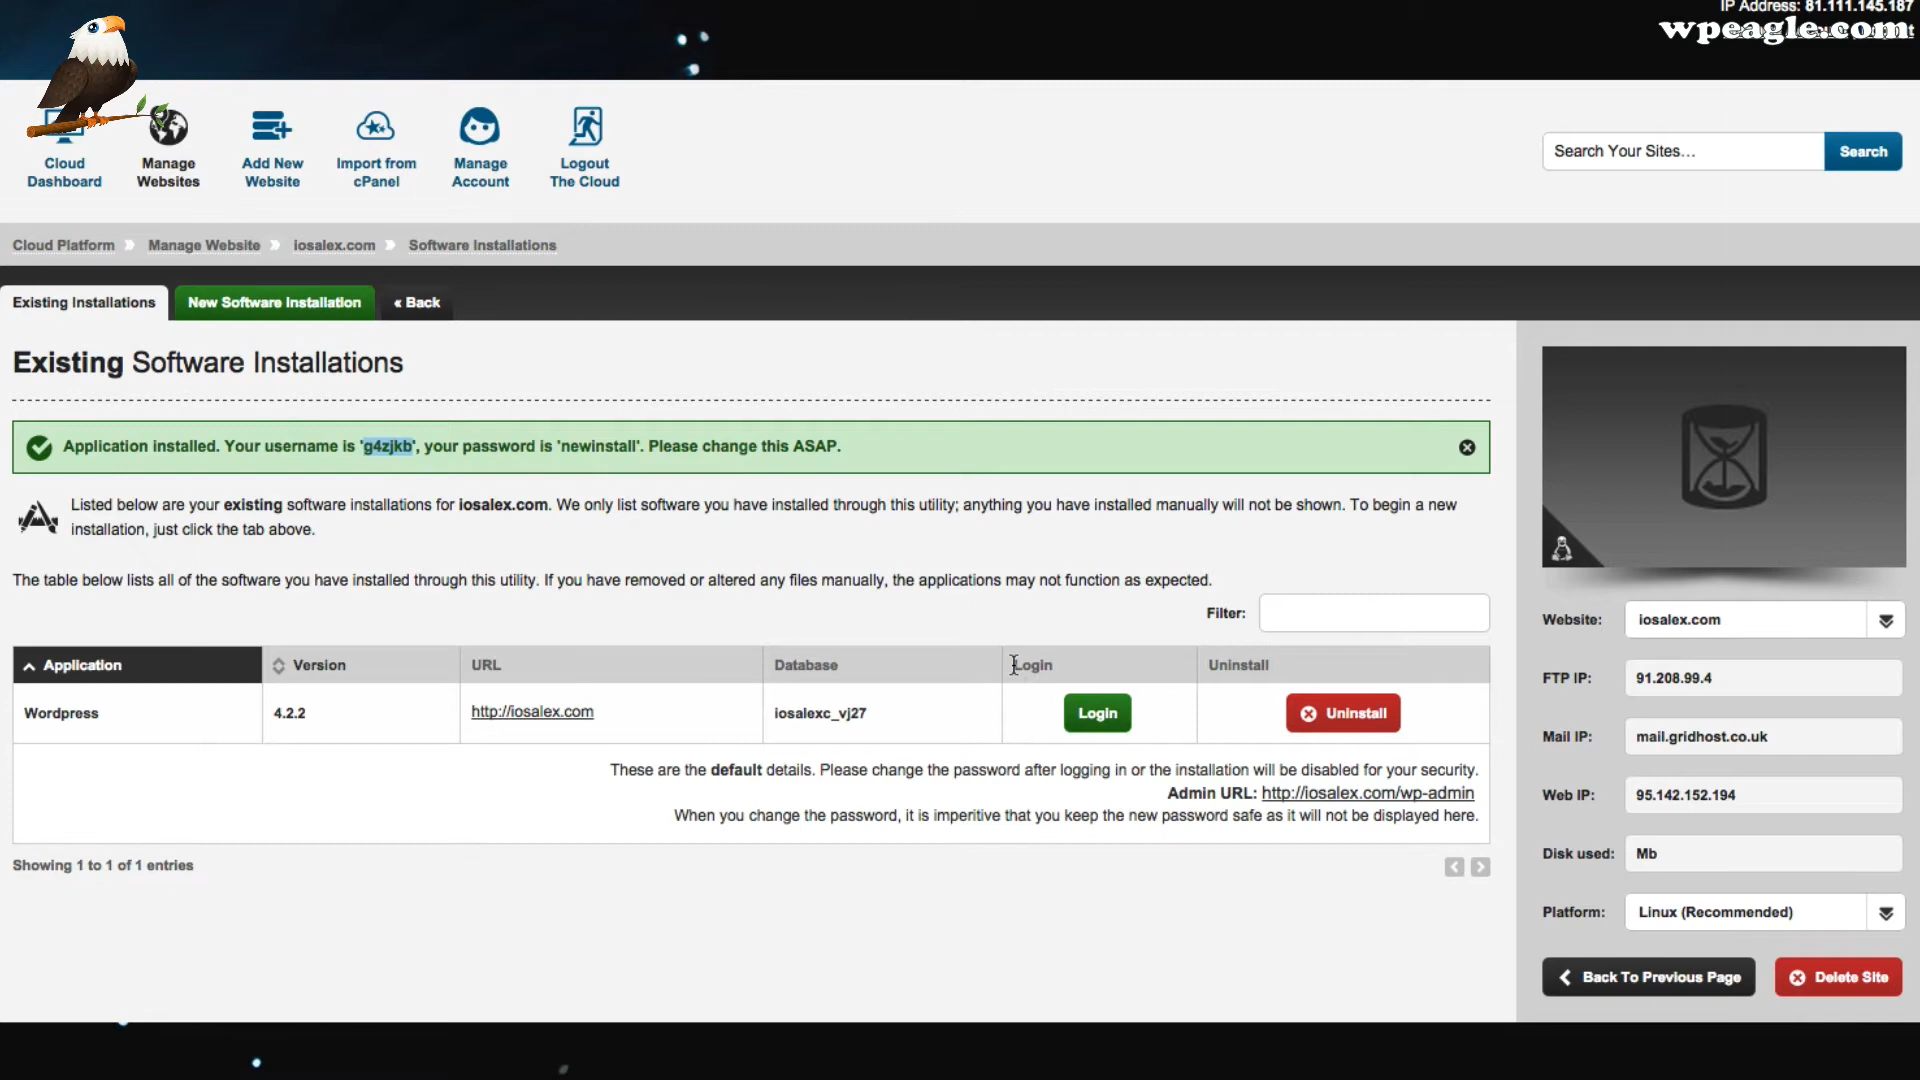 IP Address: 81.111.145.187
wpeagle.com
Cloud Dashboard
Manage Websites
Add New Website
Import from cPanel
Manage Account
Logout The Cloud
Search Your Sites...
Search
Cloud Platform
Manage Website
iosalex.com
Software Installations
Existing Installations
New Software Installation
« Back
Existing Software Installations
Application installed. Your username is 'g4zjkb', your password is 'newinstall'. Please change this ASAP.
Listed below are your existing software installations for iosalex.com. We only list software you have installed through this utility; anything you have installed manually will not be shown. To begin a new
installation, just click the tab above.
The table below lists all of the software you have installed through this utility. If you have removed or altered any files manually, the applications may not function as expected.
Filter:
Application Version URL Database Login Uninstall
Wordpress 4.2.2 http://iosalex.com iosalexc_vj27 Login Uninstall
These are the default details. Please change the password after logging in or the installation will be disabled for your security.
Admin URL: http://iosalex.com/wp-admin
When you change the password, it is imperitive that you keep the new password safe as it will not be displayed here.
Showing 1 to 1 of 1 entries
Website: iosalex.com
FTP IP: 91.208.99.4
Mail IP: mail.gridhost.co.uk
Web IP: 95.142.152.194
Disk used: Mb
Platform: Linux (Recommended)
Back To Previous Page
Delete Site